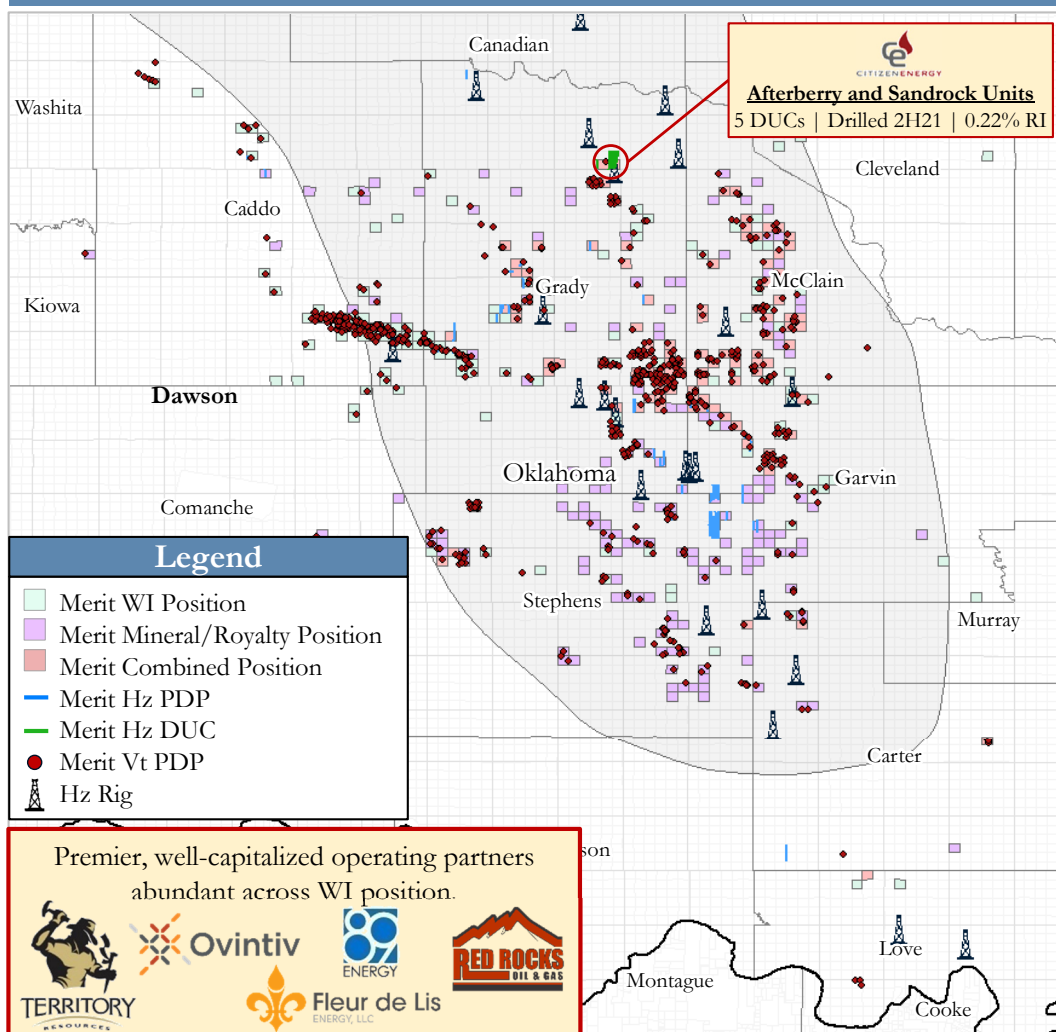 Canadian
Washita
CITIZENENERGY
Afterberry and Sandrock Units
5 DUCs | Drilled 2H21 | 0.22% RI
Cleveland
Caddo
Kiowa
Grady
McClain
Dawson
Oklahoma
Garvin
Comanche
Legend
Merit WI Position
Merit Mineral/Royalty Position
Merit Combined Position
Merit Hz PDP
Merit Hz DUC
Merit Vt PDP
Hz Rig
Stephens
Murray
Carter
Premier, well-capitalized operating partners
abundant across WI position.
son
TERRITORY
RESOURCES
Ovintiv
89
ENERGY
Fleur de Lis
ENERGY, LLC
RED ROCKS
OIL & GAS
Love
Montague
Cooke